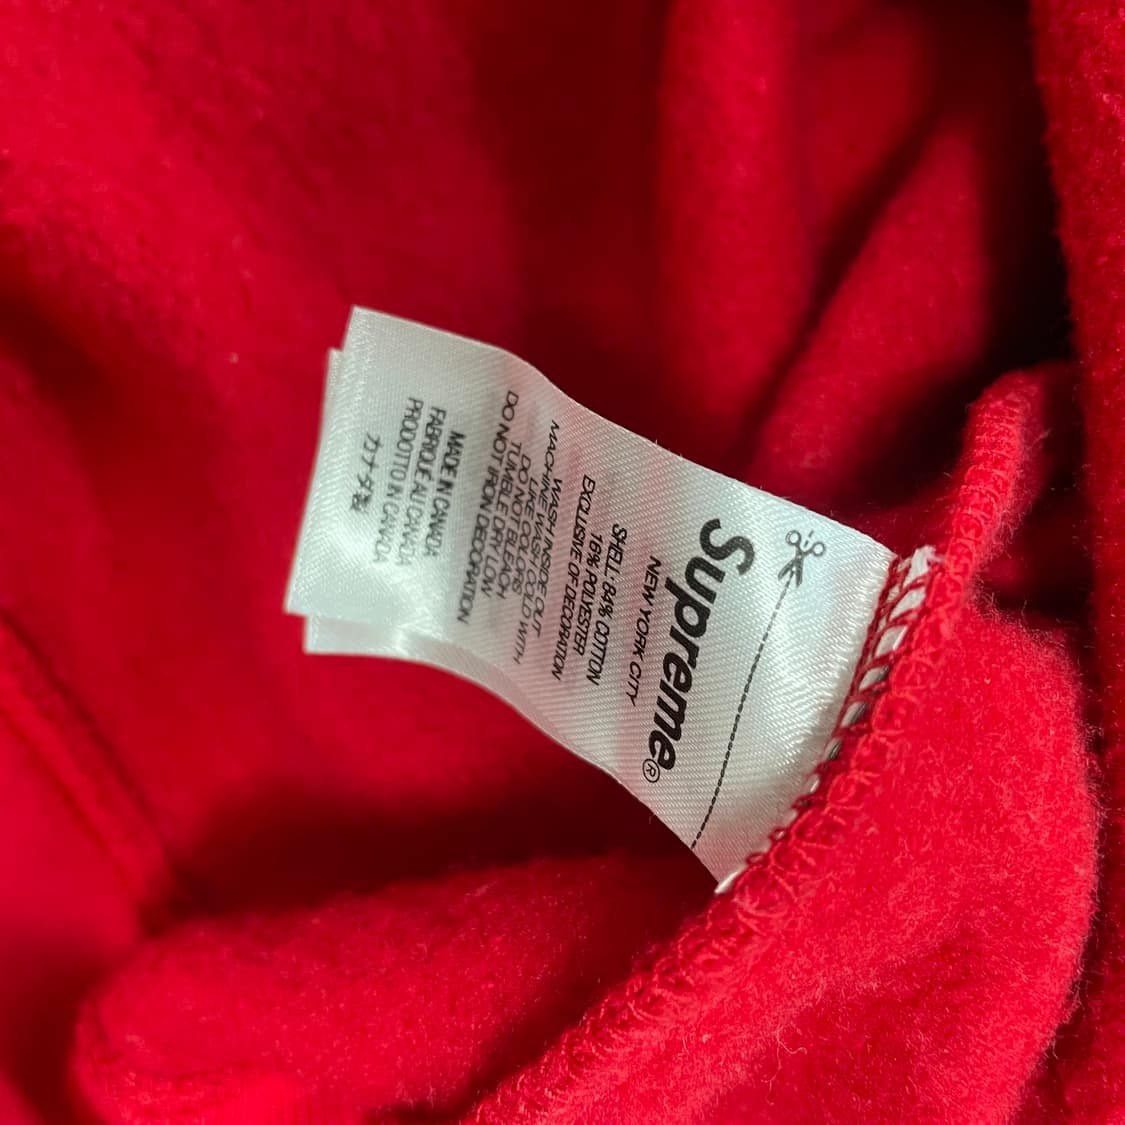 Supreme®
NEW YORK CITY
SHELL: 84% COTTON
16% POLYESTER
EXCLUSIVE OF DECORATION
MACHINE WASH COLD WITH
WASH INSIDE OUT
LIKE COLORS
DO NOT BLEACH
TUMBLE DRY LOW
DO NOT IRON DECORATION
MADE IN CANADA
FABRIQUE AU CANADA
PRODOTTO IN CANADA
カナダ製